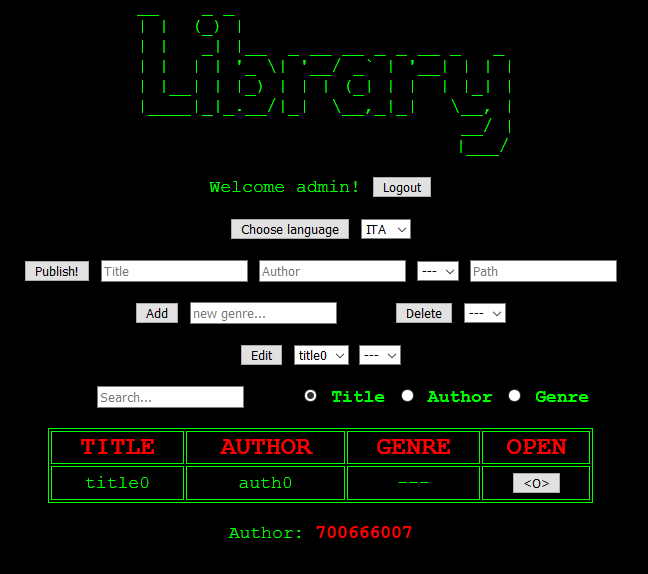 Library
Welcome admin! Logout
Choose language ITA
Publish! Title Author --- Path
Add new genre... Delete ---
Edit title0 ---
Search... Title Author Genre
TITLE AUTHOR GENRE OPEN
title0 auth0 --- <O>
Author: 700666007